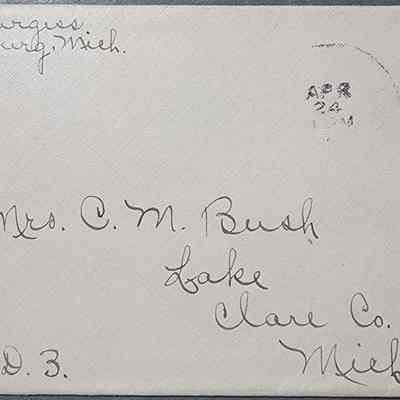 urgess
urg, Mich.
APR
24
M
Mrs. C. M. Bush
Lake
Clare Co.
Mich
D. 3.